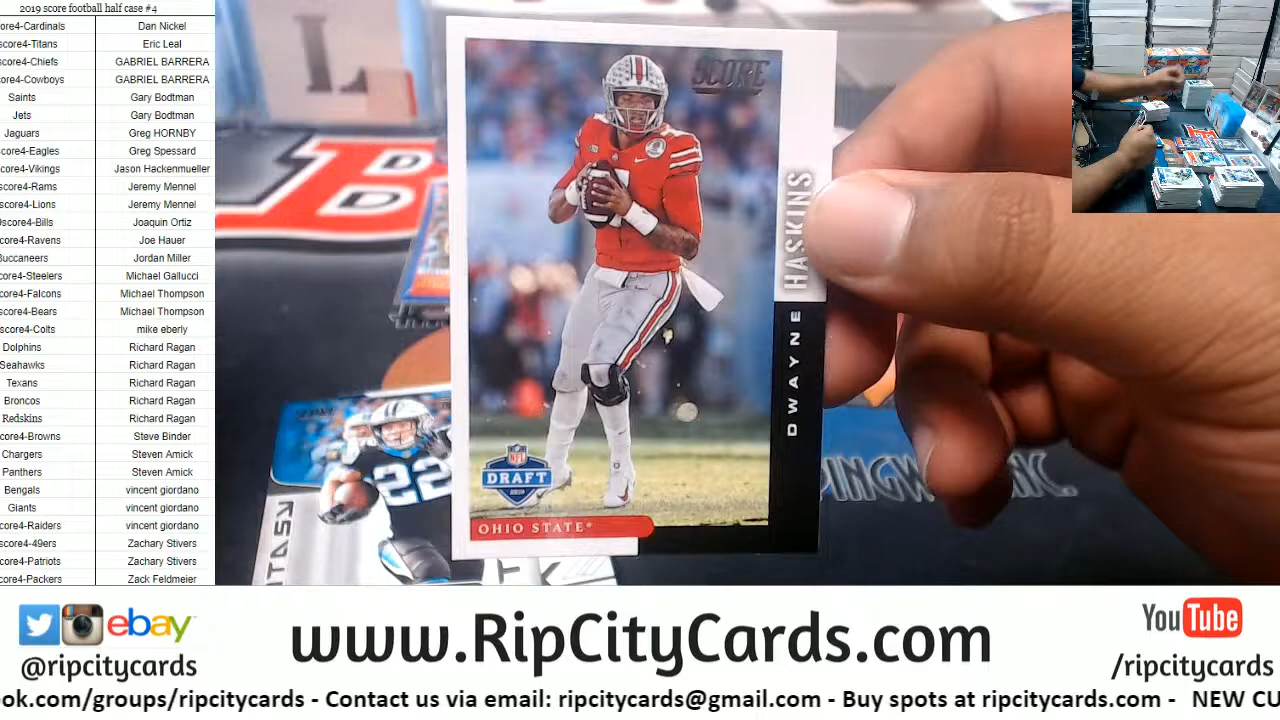 2019 score football half case #4
ore4-Cardinals Dan Nickel
score4-Titans Eric Leal
score4-Chiefs GABRIEL BARRERA
core4-Cowboys GABRIEL BARRERA
Saints Gary Bodtman
Jets Gary Bodtman
Jaguars Greg HORNBY
core4-Eagles Greg Spessard
core4-Vikings Jason Hackenmueller
score4-Rams Jeremy Mennel
score4-Lions Jeremy Mennel
9score4-Bills Joaquin Ortiz
core4-Ravens Joe Hauer
Buccaneers Jordan Miller
core4-Steelers Michael Gallucci
core4-Falcons Michael Thompson
core4-Bears Michael Thompson
score4-Colts mike eberly
Dolphins Richard Ragan
Seahawks Richard Ragan
Texans Richard Ragan
Broncos Richard Ragan
Redskins Richard Ragan
core4-Browns Steve Binder
Chargers Steven Amick
Panthers Steven Amick
Bengals vincent giordano
Giants vincent giordano
core4-Raiders vincent giordano
score4-49ers Zachary Stivers
core4-Patriots Zachary Stivers
core4-Packers Zack Feldmeier
SCORE
DWAYNE HASKINS
NFL
DRAFT
OHIO STATE*
22
TASY
ebay
@ripcitycards
www.RipCityCards.com
YouTube
/ripcitycards
ok.com/groups/ripcitycards - Contact us via email: ripcitycards@gmail.com - Buy spots at ripcitycards.com - NEW CU